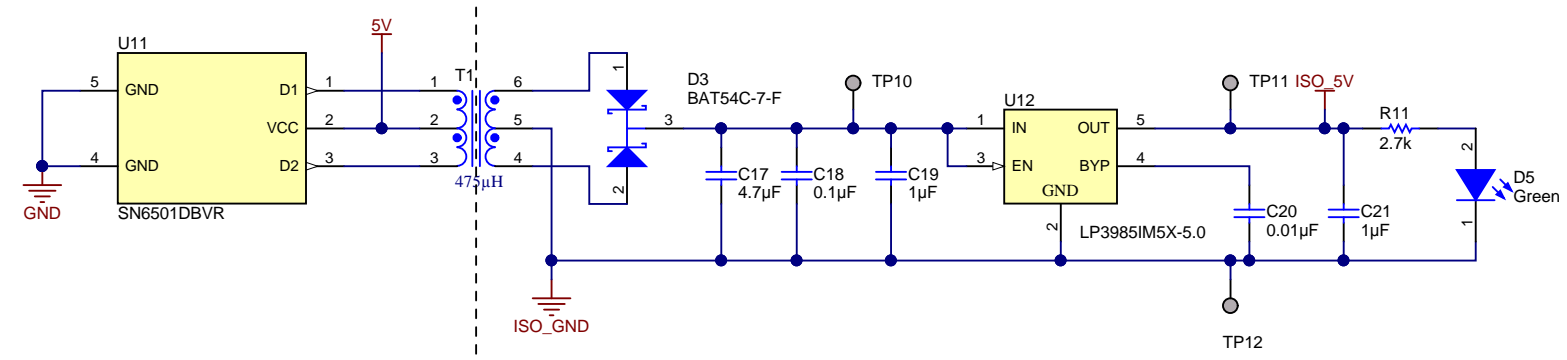 U11
5
GND
D1
1
VCC
2
4
GND
D2
3
SN6501DBVR
GND
5V
T1
1
2
3
6
5
4
475µH
ISO_GND
1
2
3
D3
BAT54C-7-F
C17
4.7µF
C18
0.1µF
TP10
C19
1µF
U12
1
IN
OUT
5
3
EN
BYP
4
GND
2
LP3985IM5X-5.0
TP11
ISO_5V
R11
2.7k
C20
0.01µF
C21
1µF
2
D5
Green
1
TP12